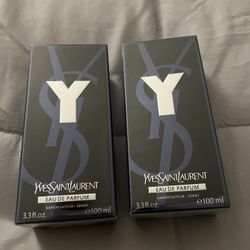 Y
YVESSAINTLAURENT
EAU DE PARFUM
VAPORISATEUR - SPRAY
3.3 fl.oz. ℮100 ml
Y
YVESSAINTLAURENT
EAU DE PARFUM
VAPORISATEUR - SPRAY
3.3 fl.oz. ℮100 ml